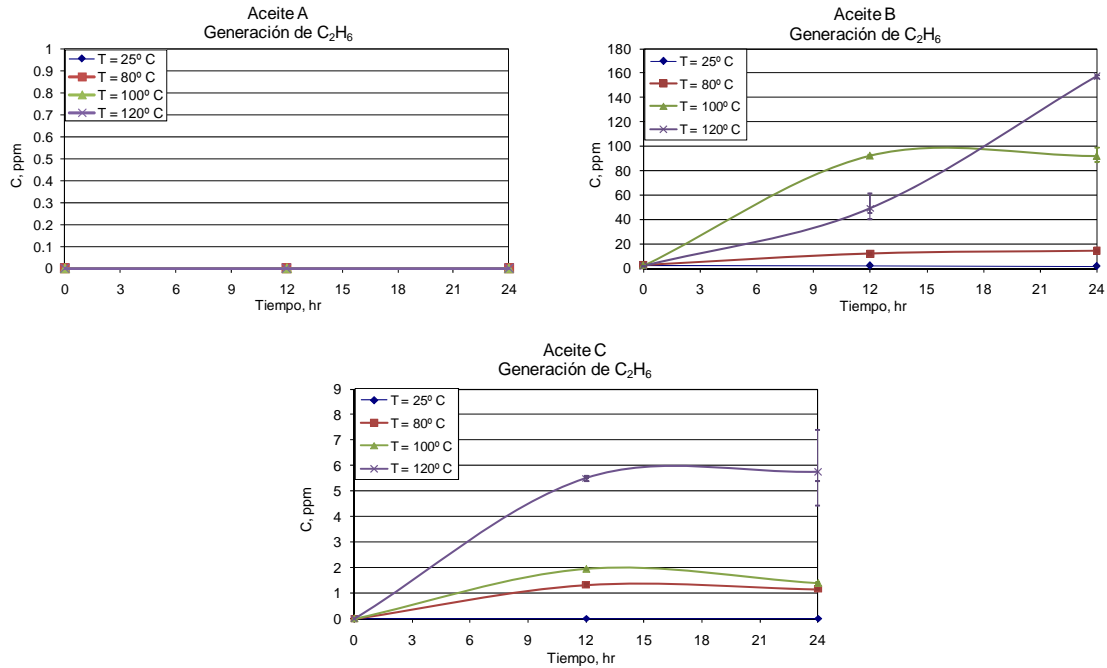 Aceite A
Generación de C₂H₆
T = 25º C
T = 80º C
T = 100º C
T = 120º C
C, ppm
1
0.9
0.8
0.7
0.6
0.5
0.4
0.3
0.2
0.1
0
0 3 6 9 12 15 18 21 24
Tiempo, hr
Aceite B
Generación de C₂H₆
T = 25º C
T = 80º C
T = 100º C
T = 120º C
C, ppm
180
160
140
120
100
80
60
40
20
0
0 3 6 9 12 15 18 21 24
Tiempo, hr
Aceite C
Generación de C₂H₆
T = 25º C
T = 80º C
T = 100º C
T = 120º C
C, ppm
9
8
7
6
5
4
3
2
1
0
0 3 6 9 12 15 18 21 24
Tiempo, hr